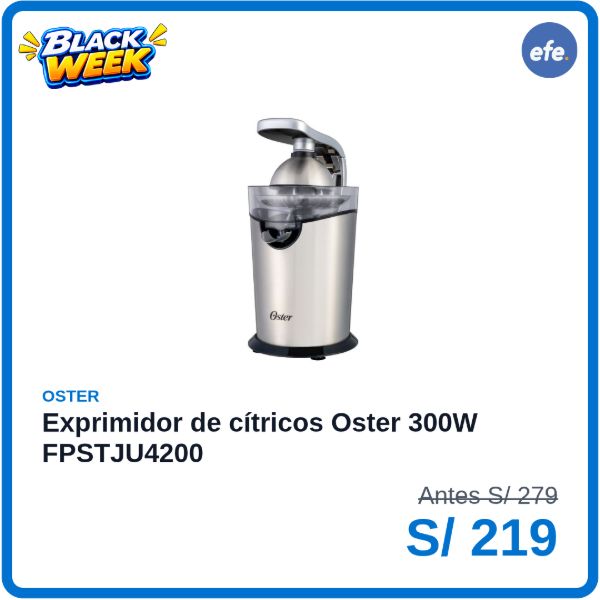 BLACK
WEEK
efe.
Oster
OSTER
Exprimidor de cítricos Oster 300W
FPSTJU4200
Antes S/ 279
S/ 219